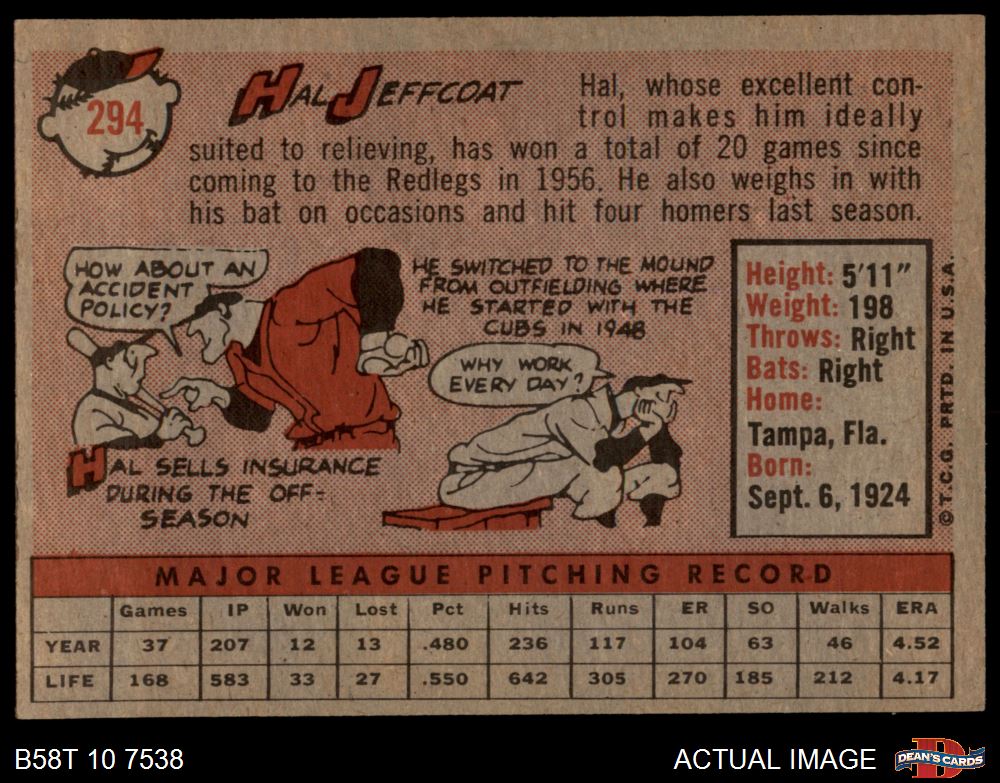 294
HAL JEFFCOAT
Hal, whose excellent con-
trol makes him ideally
suited to relieving, has won a total of 20 games since
coming to the Redlegs in 1956. He also weighs in with
his bat on occasions and hit four homers last season.
HOW ABOUT AN
ACCIDENT
POLICY?
HAL SELLS INSURANCE
DURING THE OFF-
SEASON
HE SWITCHED TO THE MOUND
FROM OUTFIELDING WHERE
HE STARTED WITH THE
CUBS IN 1948
WHY WORK
EVERY DAY?
Height: 5'11"
Weight: 198
Throws: Right
Bats: Right
Home:
Tampa, Fla.
Born:
Sept. 6, 1924
© T.C.G. PRTD. IN U.S.A.
MAJOR LEAGUE PITCHING RECORD
Games IP Won Lost Pct Hits Runs ER SO Walks ERA
YEAR 37 207 12 13 .480 236 117 104 63 46 4.52
LIFE 168 583 33 27 .550 642 305 270 185 212 4.17
B58T 10 7538
ACTUAL IMAGE
DEAN'S CARDS